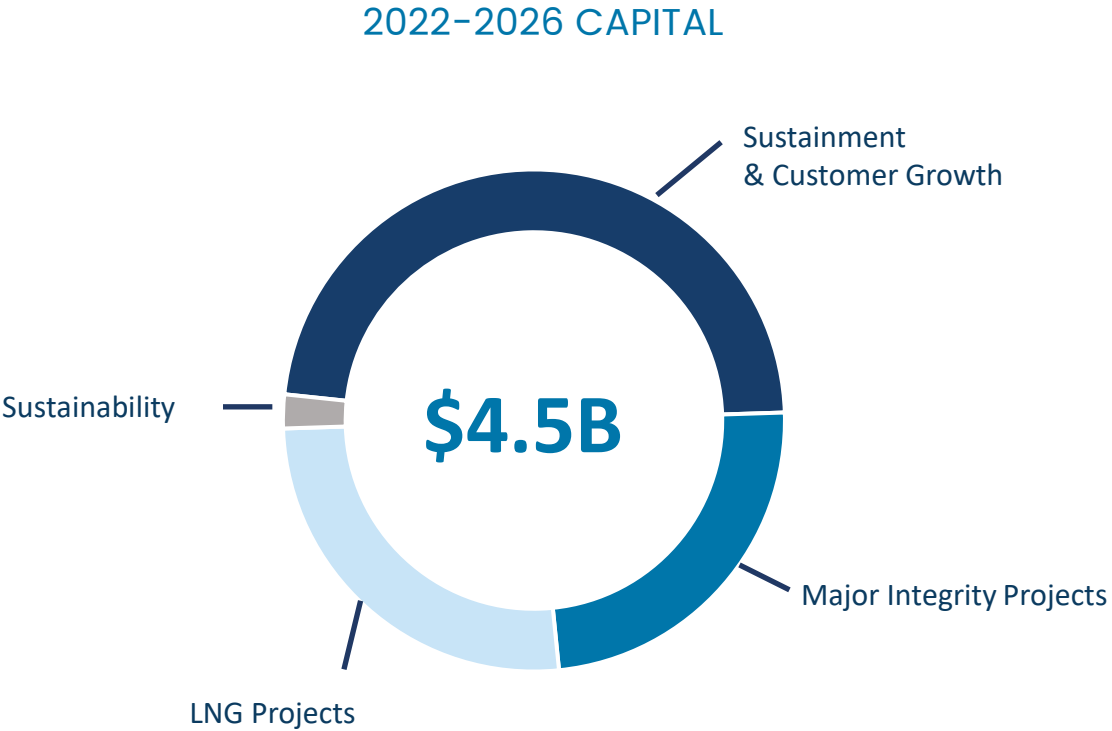 2022-2026 CAPITAL
Sustainment
& Customer Growth
Sustainability
$4.5B
Major Integrity Projects
LNG Projects